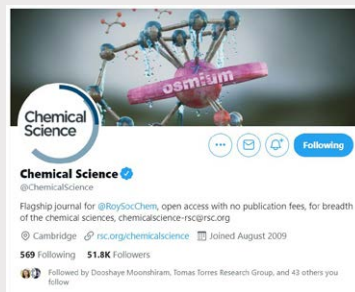 osmium
Chemical
Science
Following
Chemical Science
@ChemicalScience
Flagship journal for @RoySocChem, open access with no publication fees, for breadth
of the chemical sciences, chemicalscience-rsc@rsc.org
Cambridge rsc.org/chemicalscience Joined August 2009
569 Following 51.8K Followers
Followed by Dooshaye Moonshiram, Tomas Torres Research Group, and 43 others you
follow